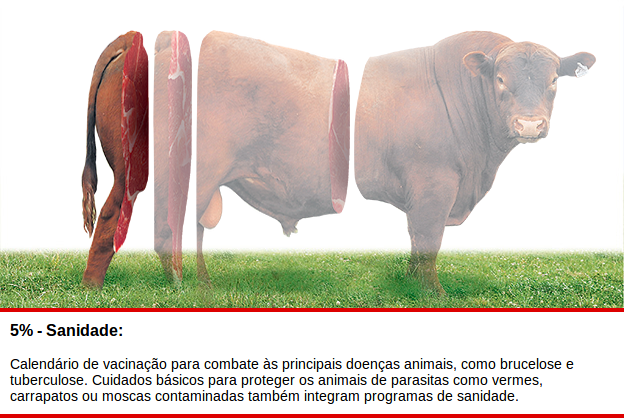 5% - Sanidade:
Calendário de vacinação para combate às principais doenças animais, como brucelose e
tuberculose. Cuidados básicos para proteger os animais de parasitas como vermes,
carrapatos ou moscas contaminadas também integram programas de sanidade.